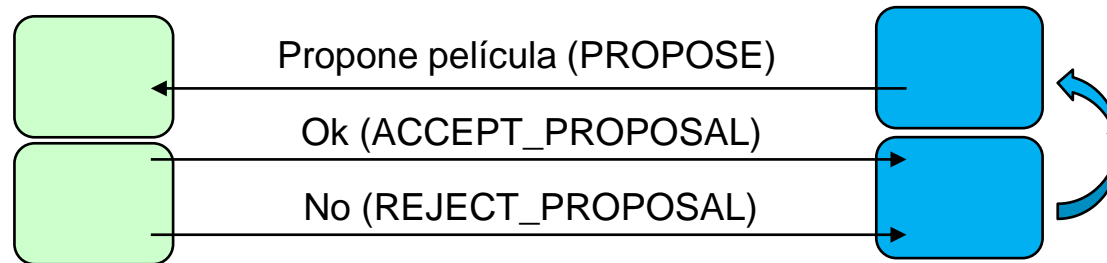 Propone película (PROPOSE)
Ok (ACCEPT_PROPOSAL)
No (REJECT_PROPOSAL)